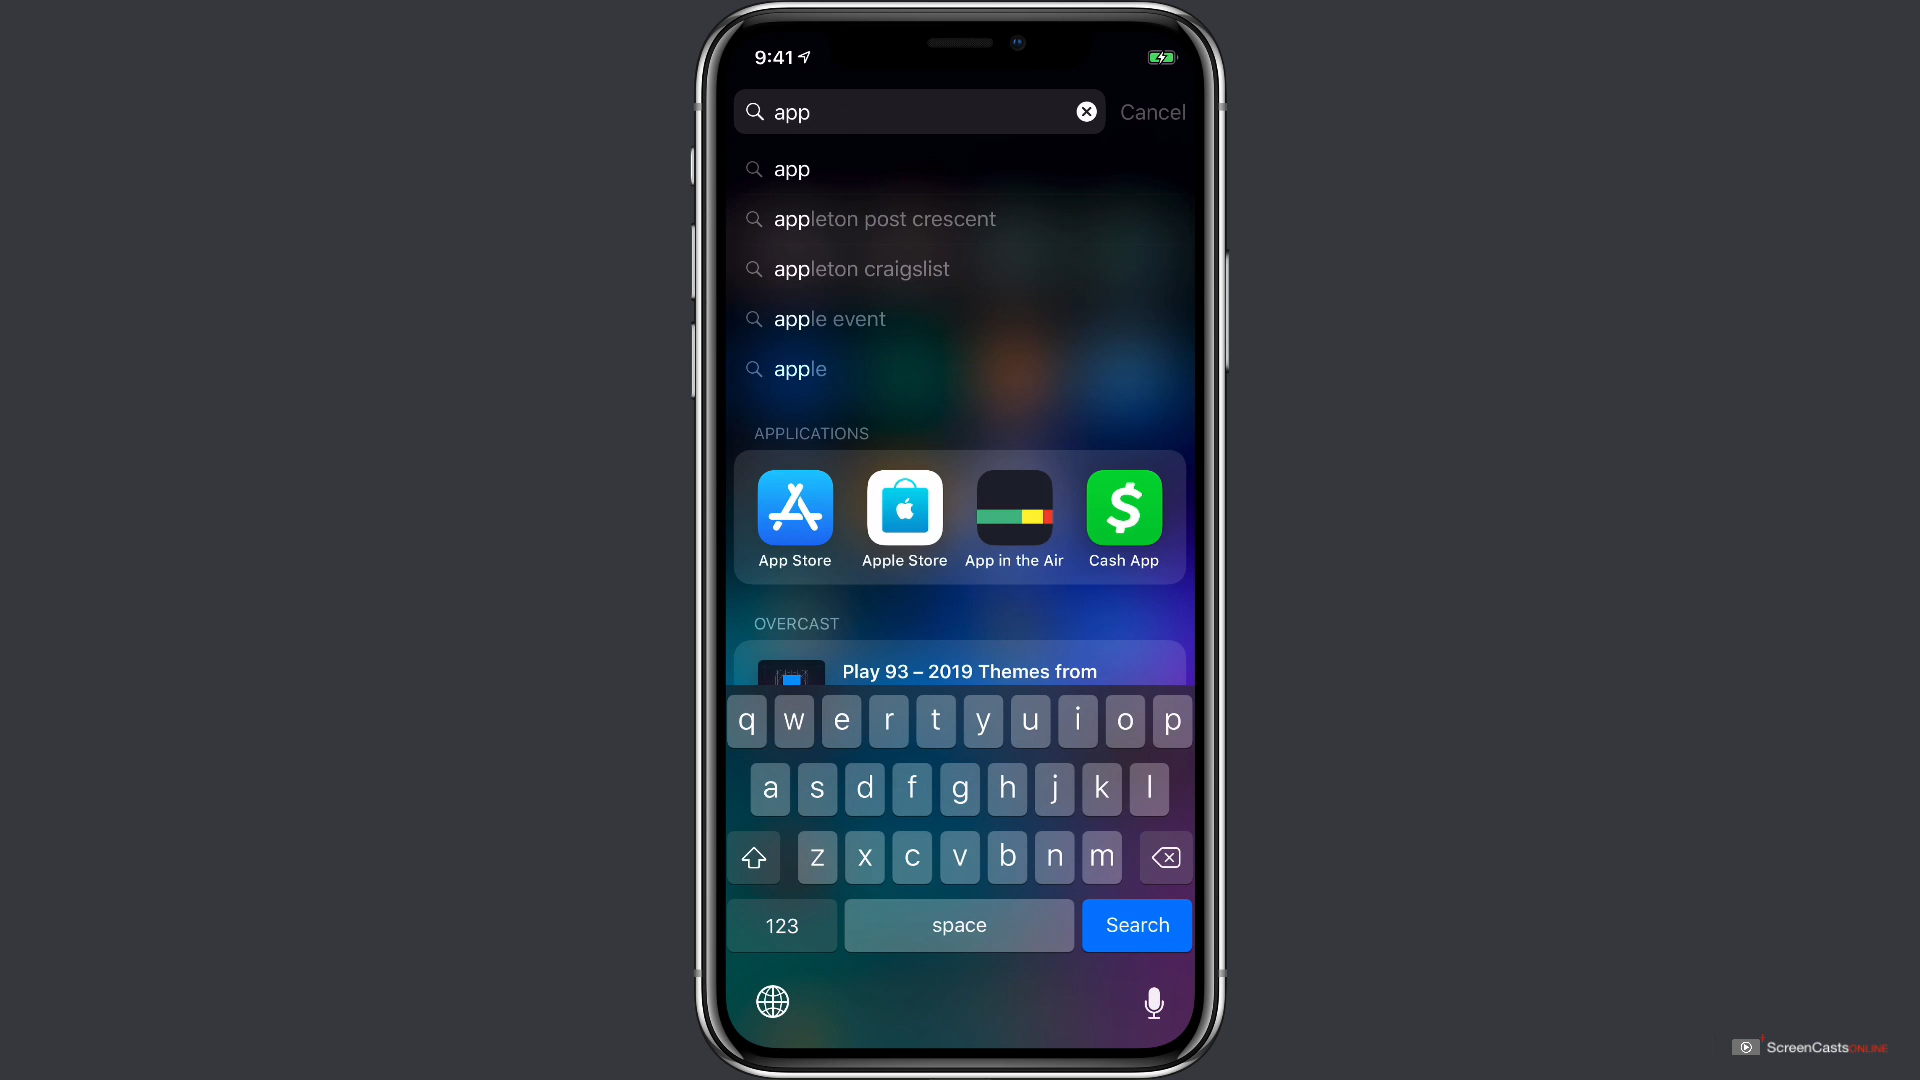 9:41
app
Cancel
app
appleton post crescent
appleton craigslist
apple event
apple
APPLICATIONS
App Store
Apple Store
App in the Air
Cash App
OVERCAST
Play 93 – 2019 Themes from
q w e r t y u i o p
a s d f g h j k l
z x c v b n m
123
space
Search
ScreenCastsONLINE